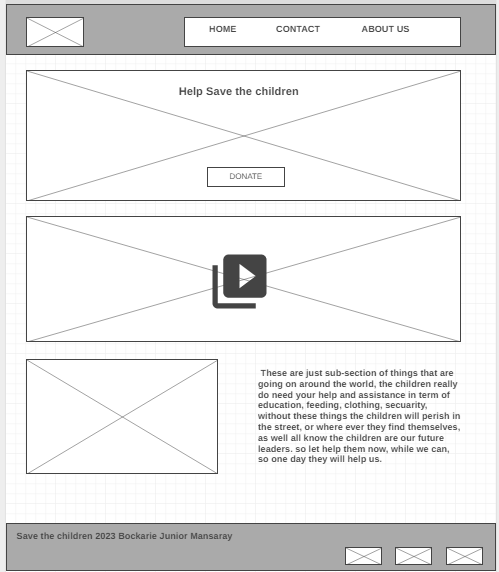 HOME CONTACT ABOUT US
Help Save the children
DONATE
These are just sub-section of things that are
going on around the world, the children really
do need your help and assistance in term of
education, feeding, clothing, secuarity,
without these things the children will perish in
the street, or where ever they find themselves,
as well all know the children are our future
leaders. so let help them now, while we can,
so one day they will help us.
Save the children 2023 Bockarie Junior Mansaray